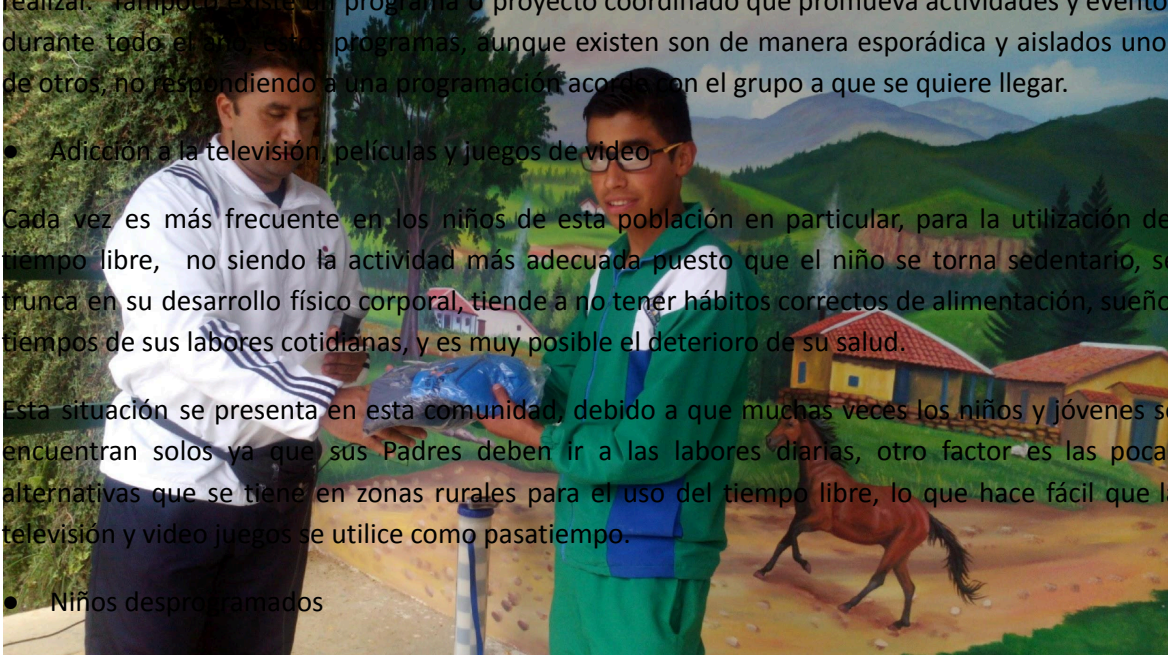 realizar. Tampoco existe un programa o proyecto coordinado que promueva actividades y evento
durante todo el año, estos programas, aunque existen son de manera esporádica y aislados uno
de otros, no respondiendo a una programación acorde con el grupo a que se quiere llegar.
● Adicción a la televisión, películas y juegos de video
Cada vez es más frecuente en los niños de esta población en particular, para la utilización de
tiempo libre, no siendo la actividad más adecuada puesto que el niño se torna sedentario, se
trunca en su desarrollo físico corporal, tiende a no tener hábitos correctos de alimentación, sueño
tiempos de sus labores cotidianas, y es muy posible el deterioro de su salud.
Esta situación se presenta en esta comunidad, debido a que muchas veces los niños y jóvenes s
encuentran solos ya que sus Padres deben ir a las labores diarias, otro factor es las poca
alternativas que se tiene en zonas rurales para el uso del tiempo libre, lo que hace fácil que l
televisión y video juegos se utilice como pasatiempo.
● Niños desprogramados